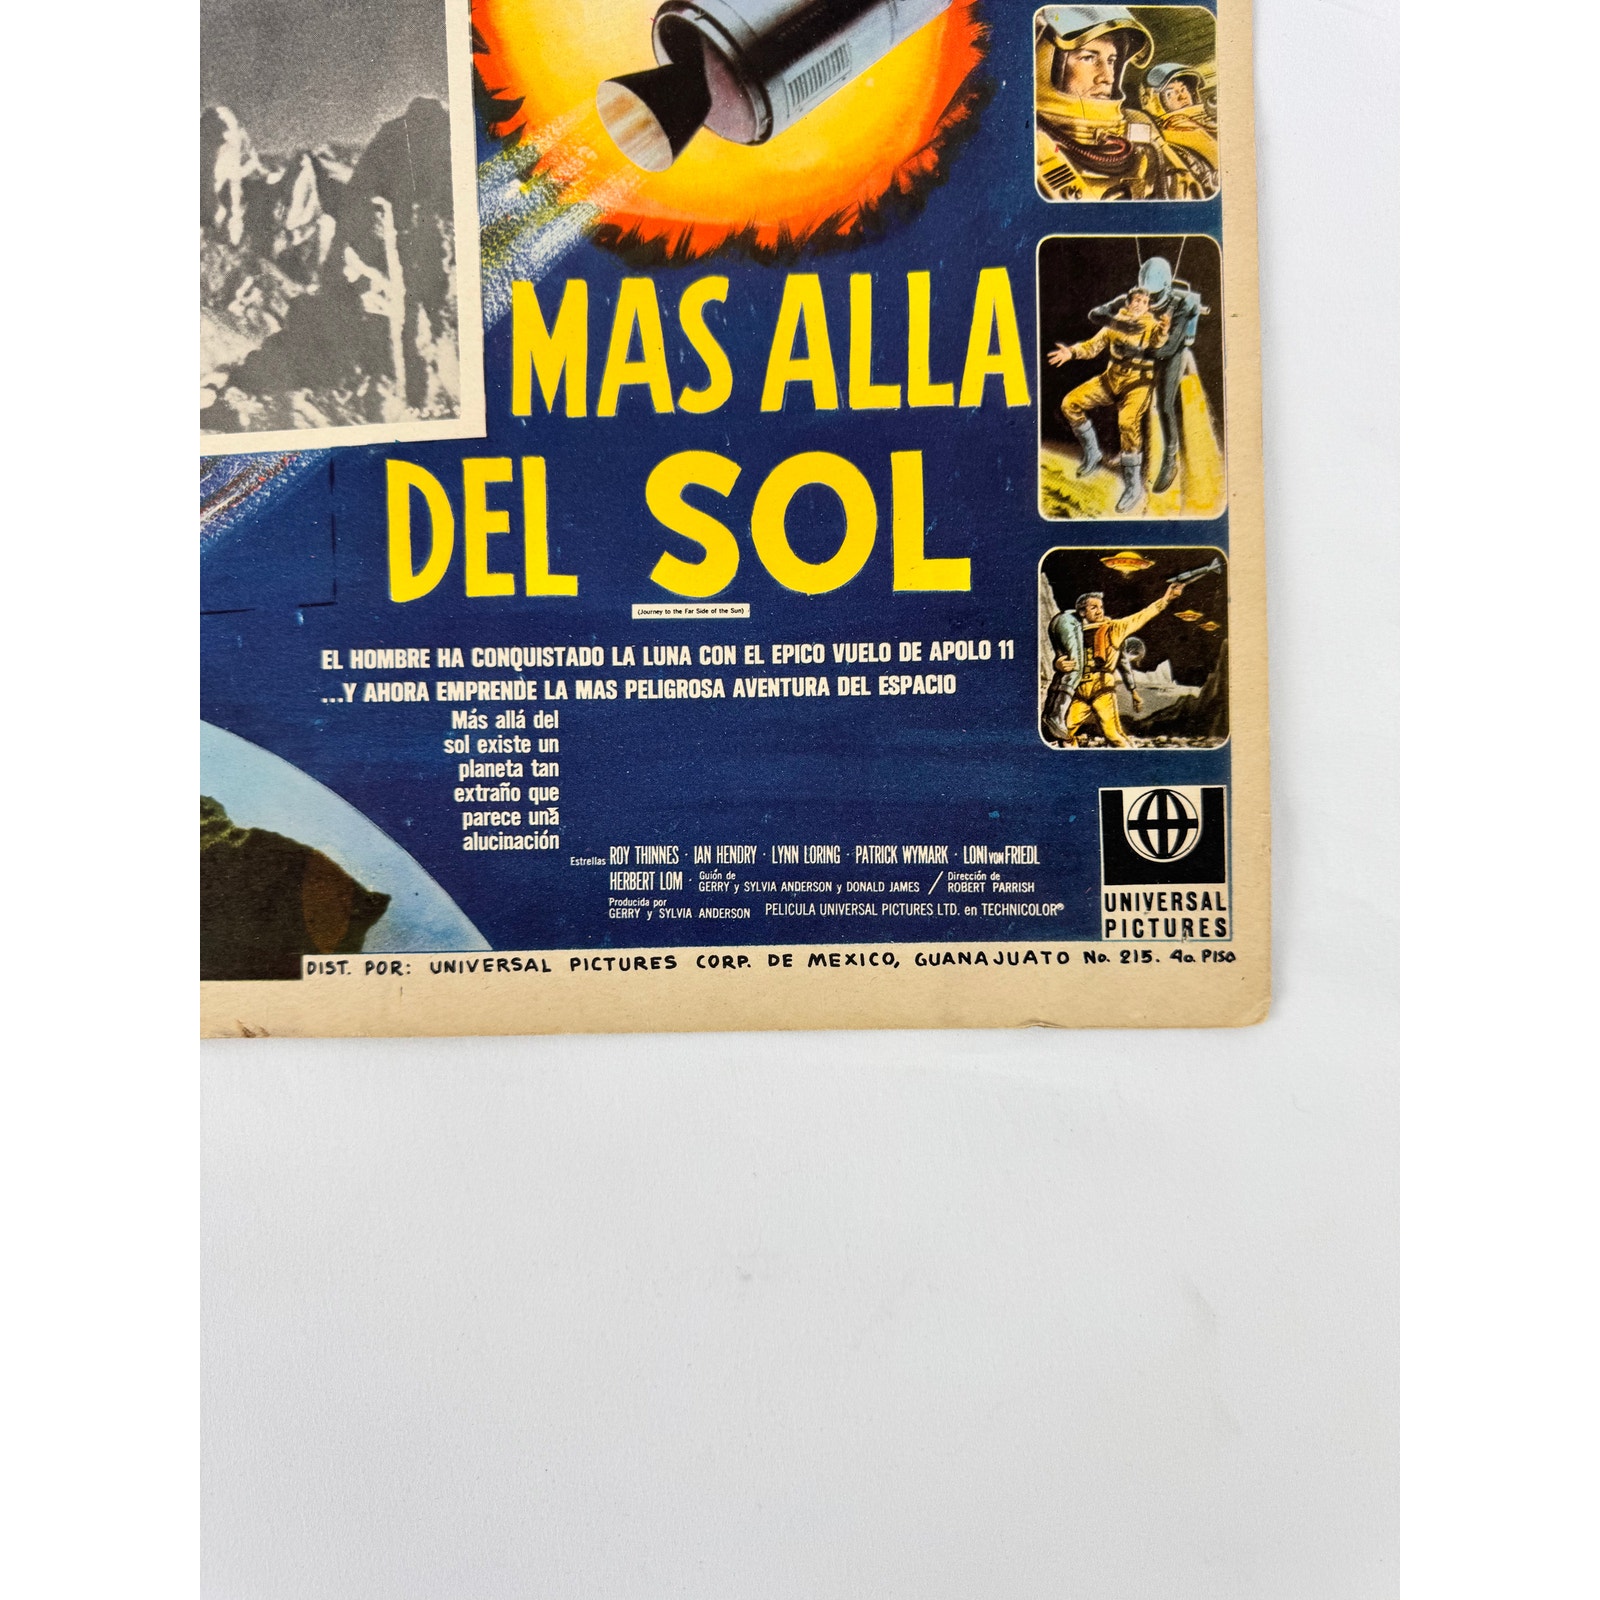 MAS ALLA
DEL SOL
(Journey to the Far Side of the Sun)
EL HOMBRE HA CONQUISTADO LA LUNA CON EL EPICO VUELO DE APOLO 11
...Y AHORA EMPRENDE LA MAS PELIGROSA AVENTURA DEL ESPACIO
Más allá del
sol existe un
planeta tan
extraño que
parece una
alucinación
Estrellas ROY THINNES · IAN HENDRY · LYNN LORING · PATRICK WYMARK · LONI VON FRIEDL
HERBERT LOM · Guión de GERRY y SYLVIA ANDERSON y DONALD JAMES / Dirección de ROBERT PARRISH
Producida por GERRY y SYLVIA ANDERSON PELICULA UNIVERSAL PICTURES LTD. en TECHNICOLOR®
UNIVERSAL
PICTURES
DIST. POR: UNIVERSAL PICTURES CORP. DE MEXICO, GUANAJUATO No. 215. 4o. PISO